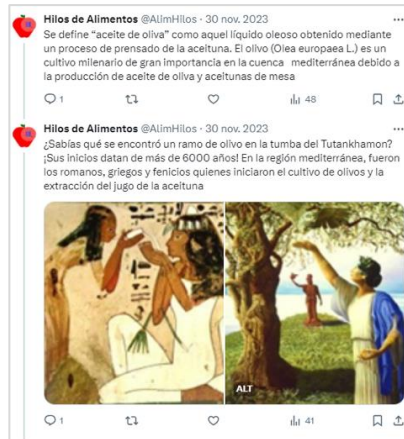 Hilos de Alimentos @AlimHilos · 30 nov. 2023 ...
Se define “aceite de oliva” como aquel líquido oleoso obtenido mediante
un proceso de prensado de la aceituna. El olivo (Olea europaea L.) es un
cultivo milenario de gran importancia en la cuenca mediterránea debido a
la producción de aceite de oliva y aceitunas de mesa
1 48
Hilos de Alimentos @AlimHilos · 30 nov. 2023 ...
¿Sabías qué se encontró un ramo de olivo en la tumba del Tutankhamon?
¡Sus inicios datan de más de 6000 años! En la región mediterránea, fueron
los romanos, griegos y fenicios quienes iniciaron el cultivo de olivos y la
extracción del jugo de la aceituna
ALT
1 41